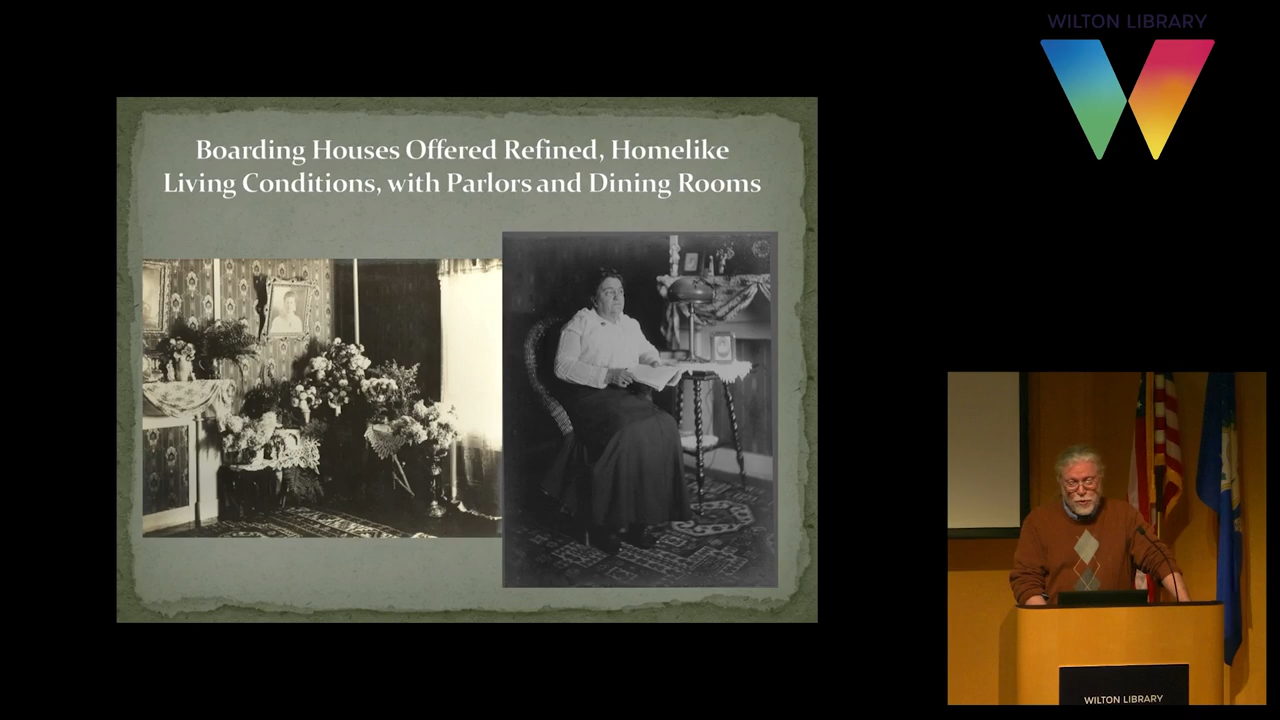 WILTON LIBRARY
Boarding Houses Offered Refined, Homelike
Living Conditions, with Parlors and Dining Rooms
WILTON LIBRARY